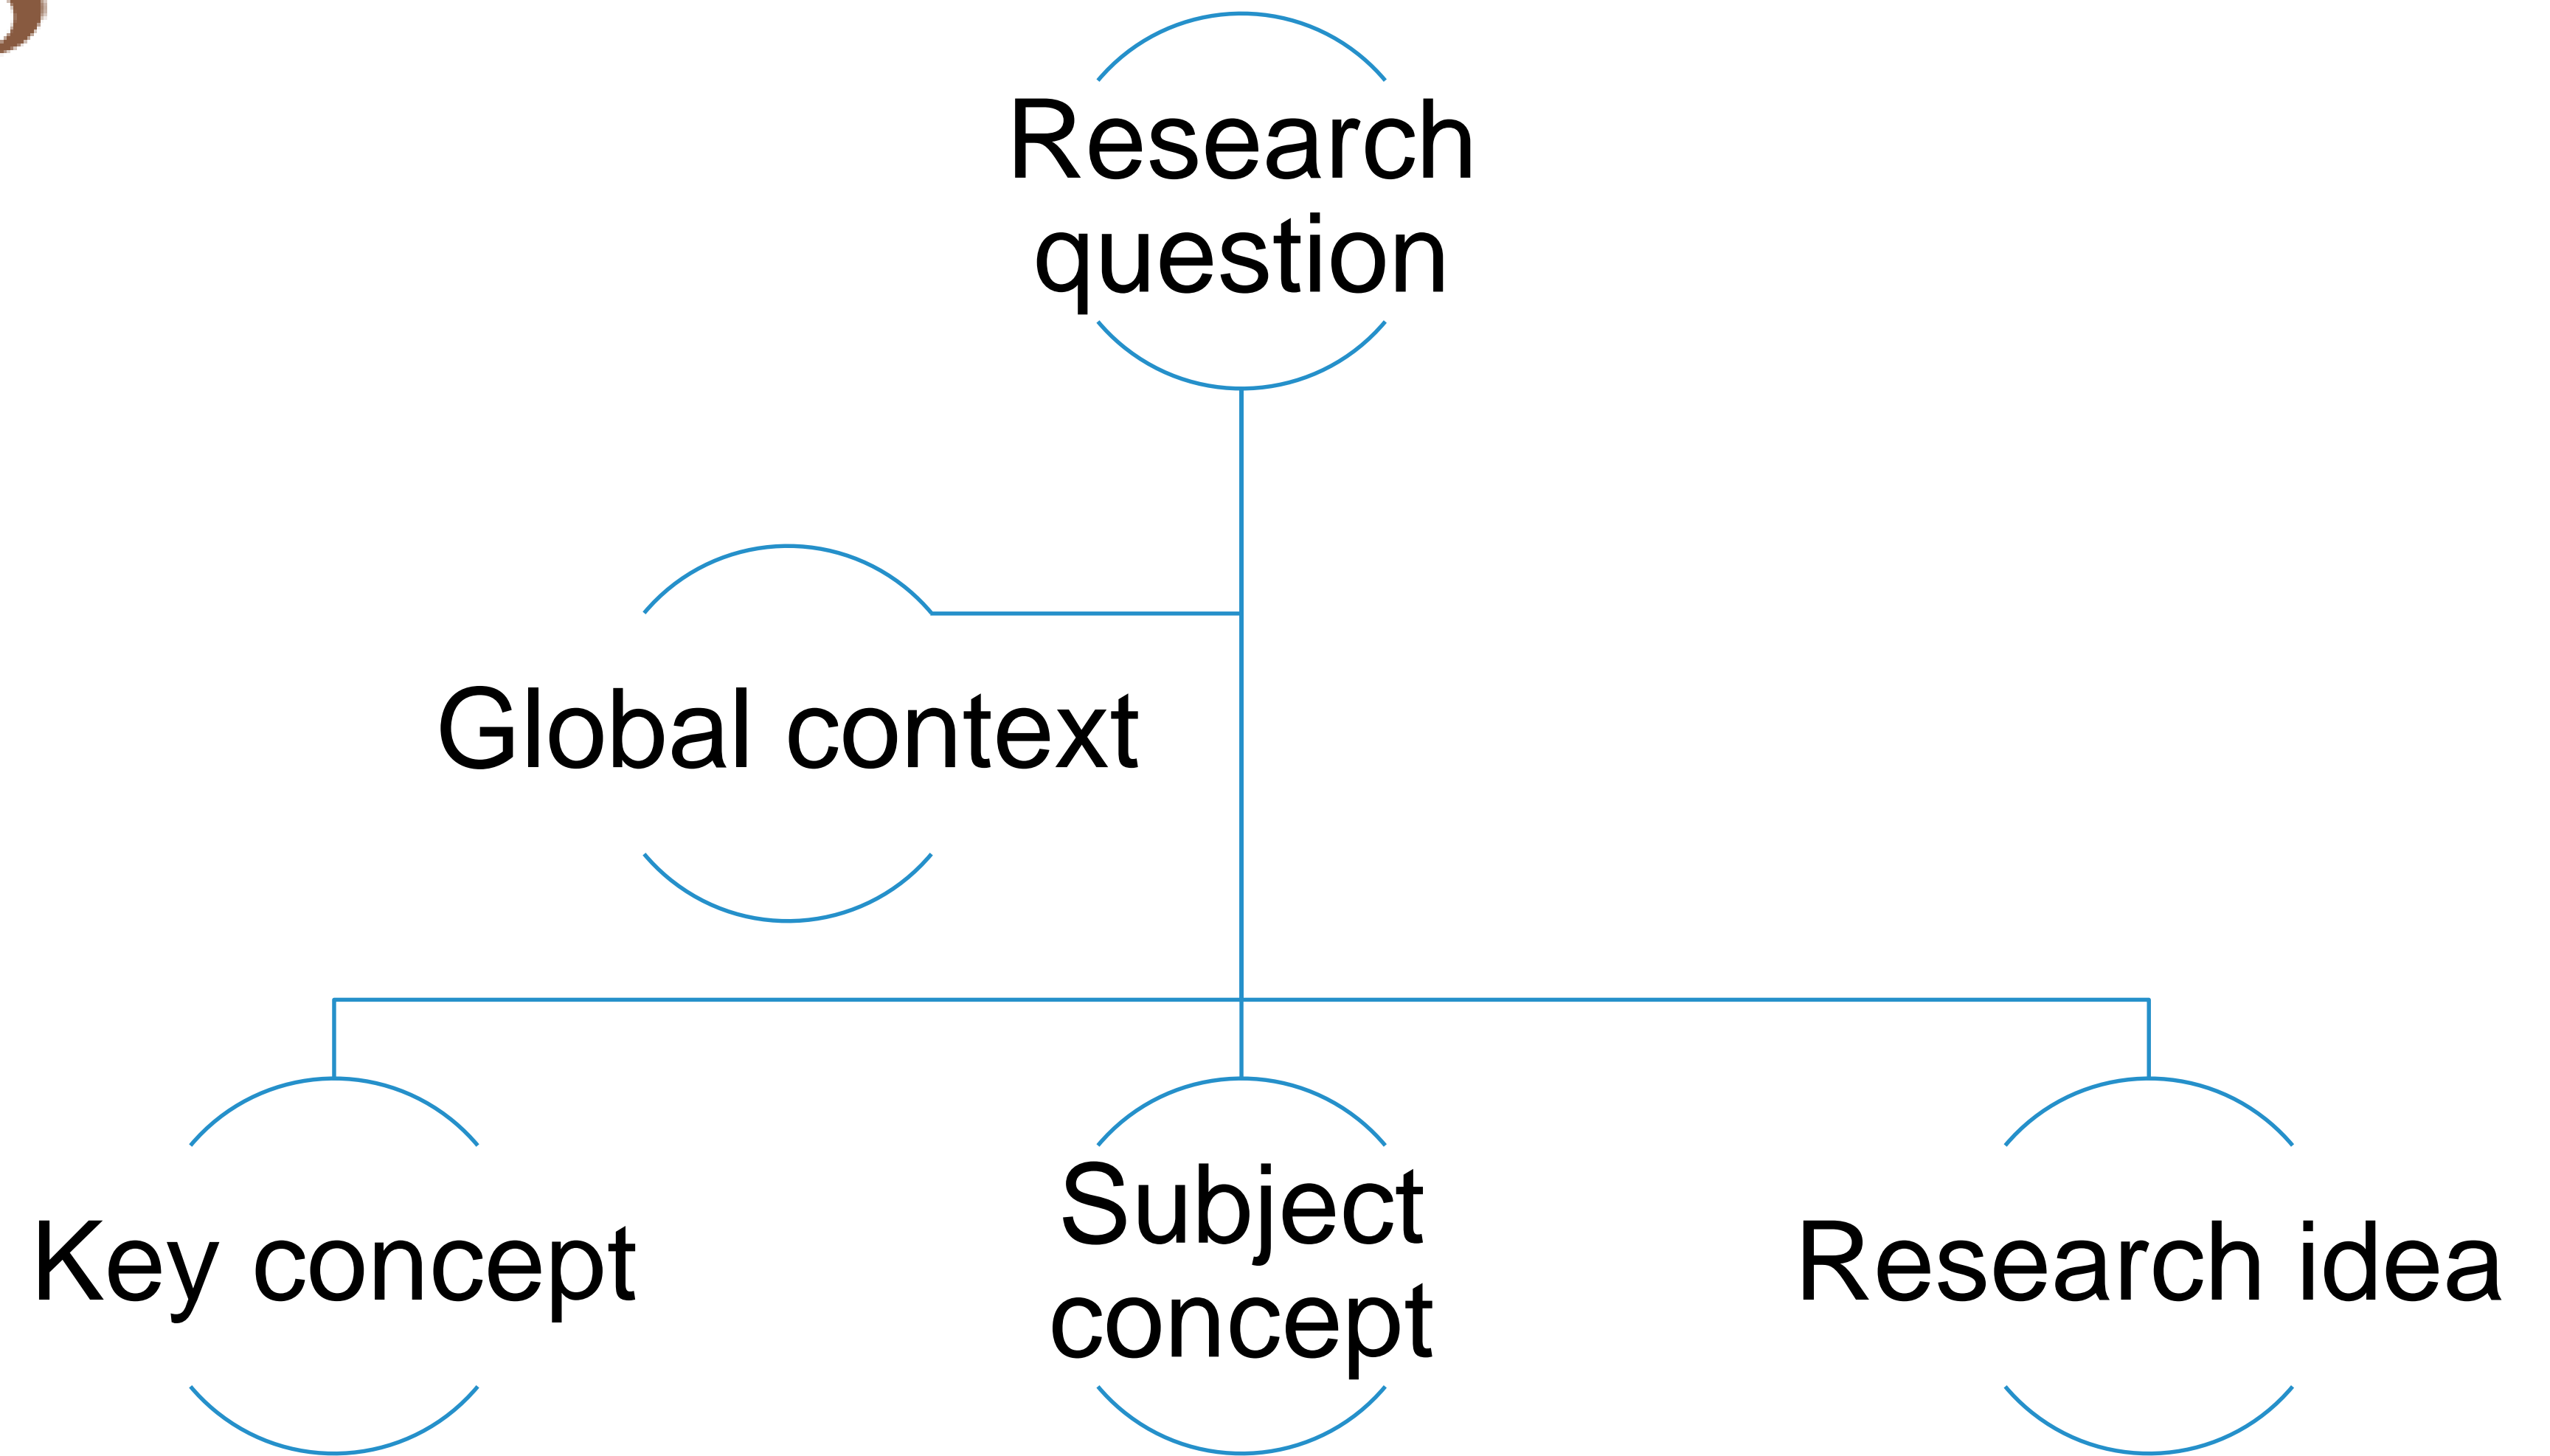 Research
question
Global context
Key concept
Subject
concept
Research idea